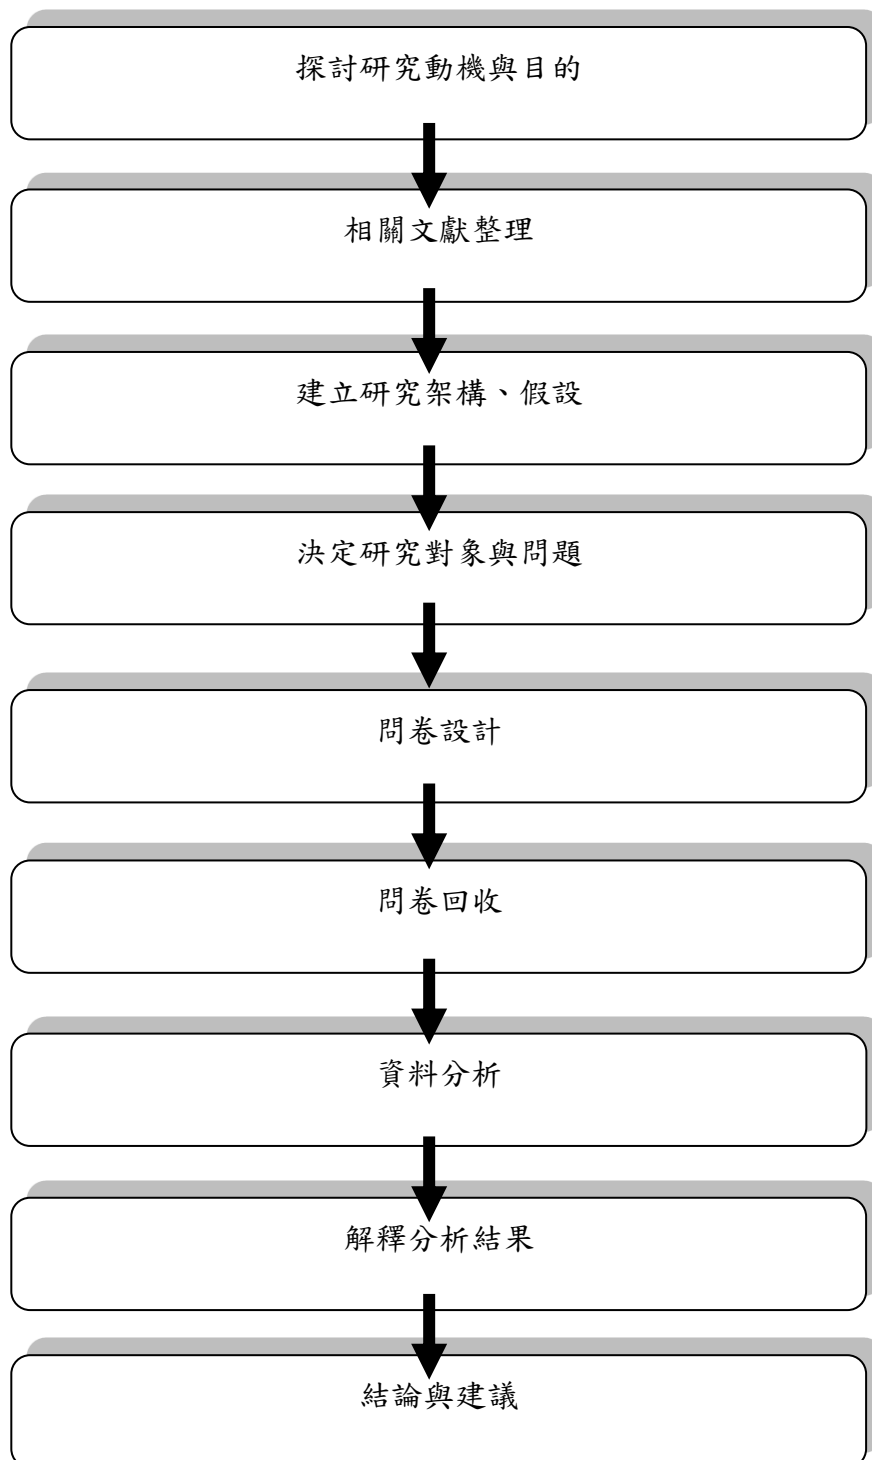 探討研究動機與目的
相關文獻整理
建立研究架構、假設
決定研究對象與問題
問卷設計
問卷回收
資料分析
解釋分析結果
結論與建議